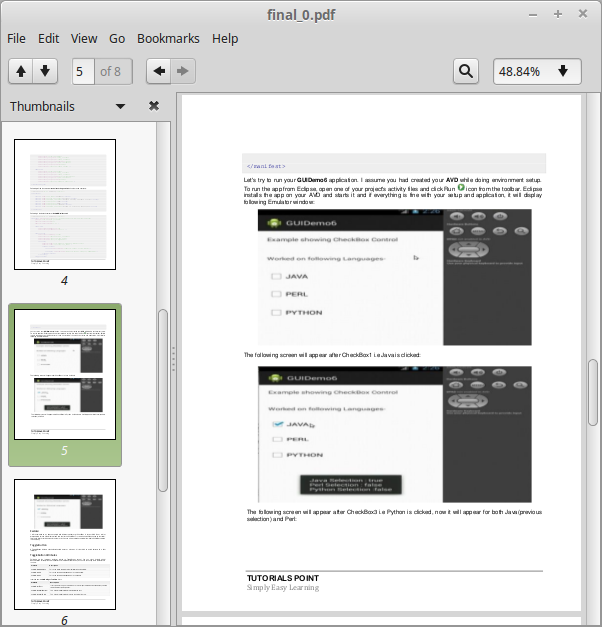 final_0.pdf
File Edit View Go Bookmarks Help
5 of 8
48.84%
Thumbnails
4
5
6
</manifest>
Let's try to run your GUIDemo6 application. I assume you had created your AVD while doing environment setup.
To run the app from Eclipse, open one of your project's activity files and click Run icon from the toolbar. Eclipse
installs the app on your AVD and starts it and if everything is fine with your setup and application, it will display
following Emulator window:
GUIDemo6
Example showing CheckBox Control
Worked on following Languages:
JAVA
PERL
PYTHON
The following screen will appear after CheckBox1 i.e Java is clicked:
GUIDemo6
Example showing CheckBox Control
Worked on following Languages:
JAVA
PERL
PYTHON
Java Selection : true
Perl Selection : false
Python Selection :false
The following screen will appear after CheckBox3 i.e Python is clicked, now it will appear for both Java(previous
selection) and Perl:
TUTORIALS POINT
Simply Easy Learning